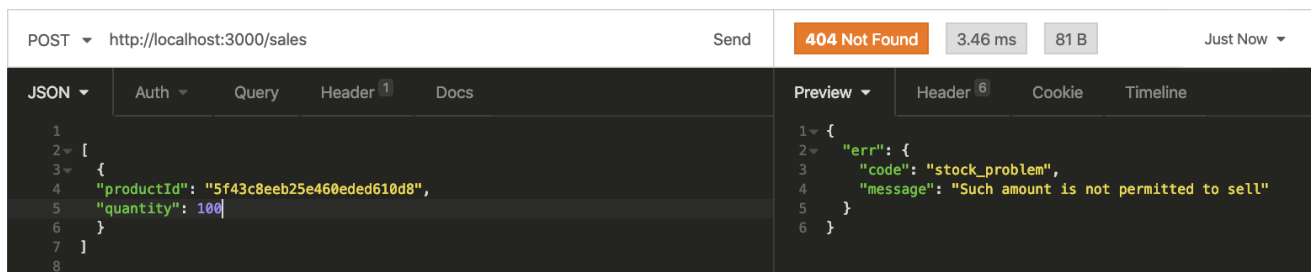 POST http://localhost:3000/sales Send 404 Not Found 3.46 ms 81 B Just Now
JSON Auth Query Header 1 Docs
1
2 [
3 {
4 "productId": "5f43c8eeb25e460eded610d8",
5 "quantity": 100
6 }
7 ]
8
Preview Header 6 Cookie Timeline
1 {
2 "err": {
3 "code": "stock_problem",
4 "message": "Such amount is not permitted to sell"
5 }
6 }